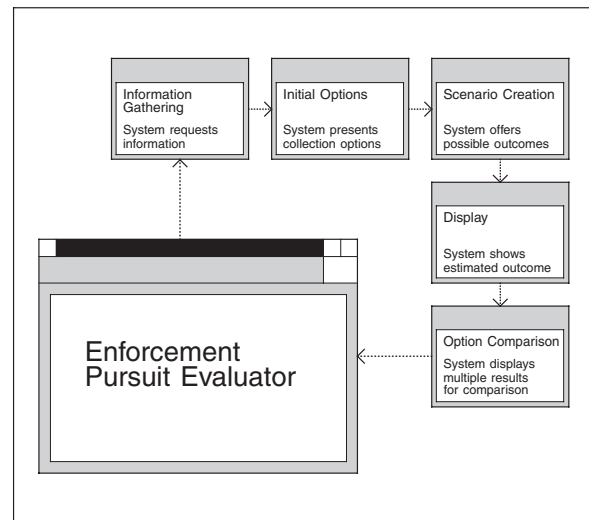 Information
Gathering
System requests
information
Initial Options
System presents
collection options
Scenario Creation
System offers
possible outcomes
Display
System shows
estimated outcome
Option Comparison
System displays
multiple results
for comparison
Enforcement
Pursuit Evaluator